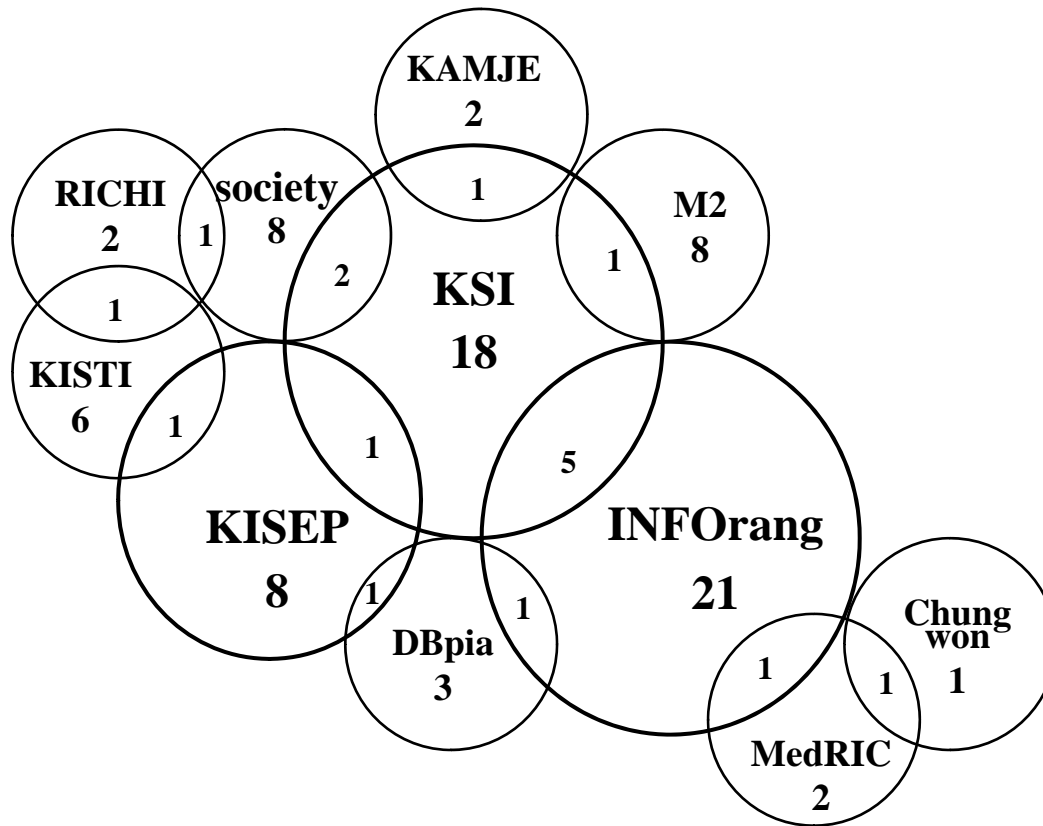 KAMJE
2
1
RICHI
2
1
society
8
2
M2
8
1
KSI
18
1
KISTI
6
1
1
5
KISEP
8
INFOrang
21
1
DBpia
3
1
1
Chung
won
1
1
MedRIC
2